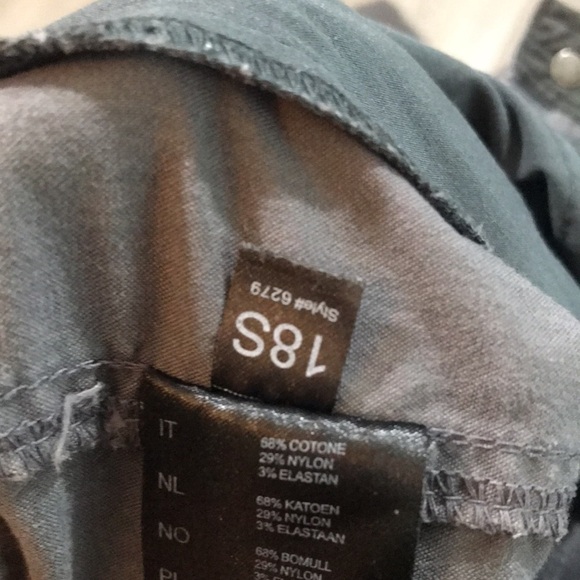 Style# 6279
18S
IT
68% COTONE
29% NYLON
3% ELASTAN
NL
68% KATOEN
29% NYLON
3% ELASTAAN
NO
68% BOMULL
29% NYLON